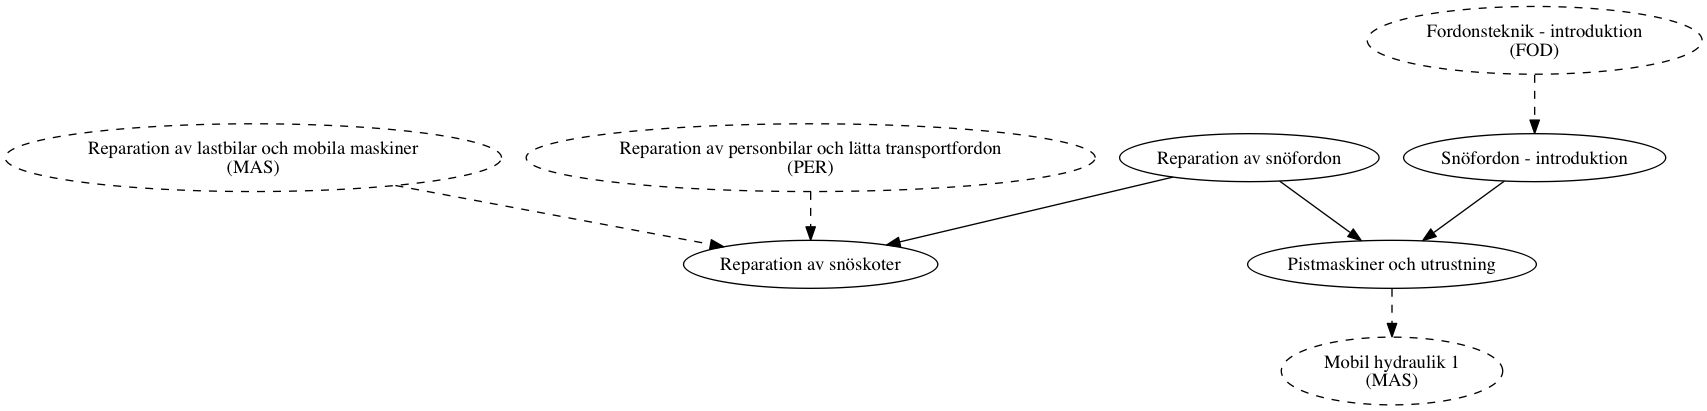 Fordonsteknik - introduktion
(FOD)
Reparation av lastbilar och mobila maskiner
(MAS)
Reparation av personbilar och lätta transportfordon
(PER)
Reparation av snöfordon
Snöfordon - introduktion
Reparation av snöskoter
Pistmaskiner och utrustning
Mobil hydraulik 1
(MAS)